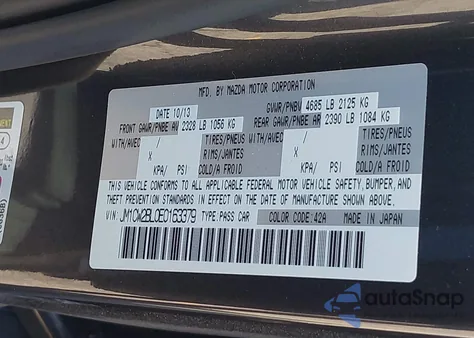 MFD. BY MAZDA MOTOR CORPORATION
DATE 10/13 GVWR/PNBV 4685 LB 2125 KG
FRONT GAWR/PNBE AV 2328 LB 1056 KG REAR GAWR/PNBE AR 2390 LB 1084 KG
WITH/AVEC / TIRES/PNEUS WITH/AVEC / TIRES/PNEUS
X RIMS/JANTES X RIMS/JANTES
KPA/ PSI COLD/A FROID KPA/ PSI COLD/A FROID
THIS VEHICLE CONFORMS TO ALL APPLICABLE FEDERAL MOTOR VEHICLE SAFETY, BUMPER, AND
THEFT PREVENTION STANDARDS IN EFFECT ON THE DATE OF MANUFACTURE SHOWN ABOVE.
VIN: JM1CW2BL0E0163379 TYPE PASS CAR COLOR CODE:42A MADE IN JAPAN
autoSnap